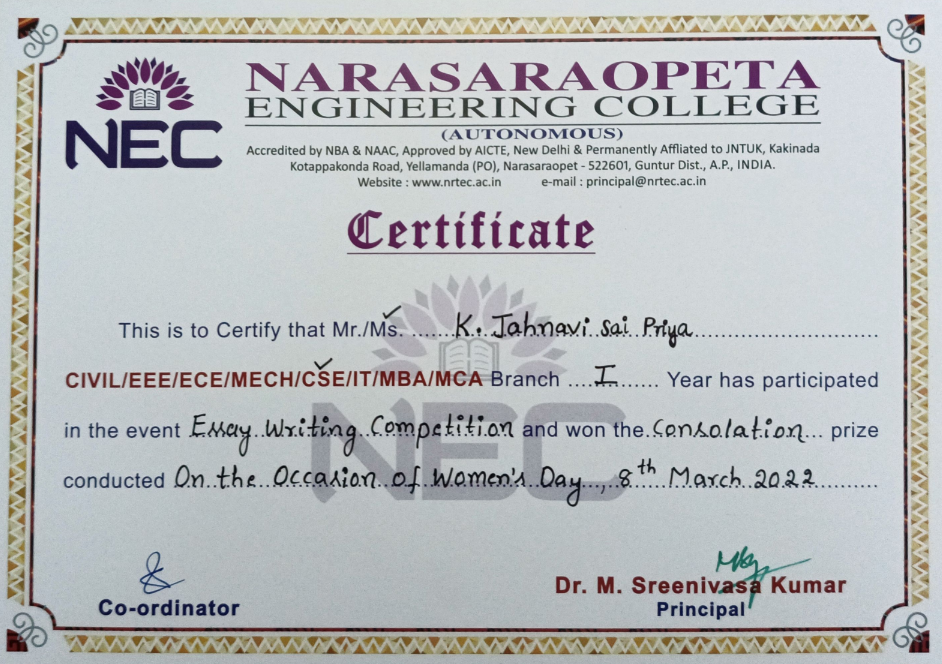 NARASARAOPETA
ENGINEERING COLLEGE
NEC
(AUTONOMOUS)
Accredited by NBA & NAAC, Approved by AICTE, New Delhi & Permanently Affliated to JNTUK, Kakinada
Kotappakonda Road, Yellamanda (PO), Narasaraopet - 522601, Guntur Dist., A.P., INDIA.
Website : www.nrtec.ac.in e-mail : principal@nrtec.ac.in
Certificate
This is to Certify that Mr./Ms. K. Jahnavi Sai Priya
CIVIL/EEE/ECE/MECH/CSE/IT/MBA/MCA Branch I Year has participated
in the event Essay Writing Competition and won the Consolation prize
conducted On the Occasion of Women's Day, 8th March 2022
NEC
Dr. M. Sreenivasa Kumar
Co-ordinator Principal